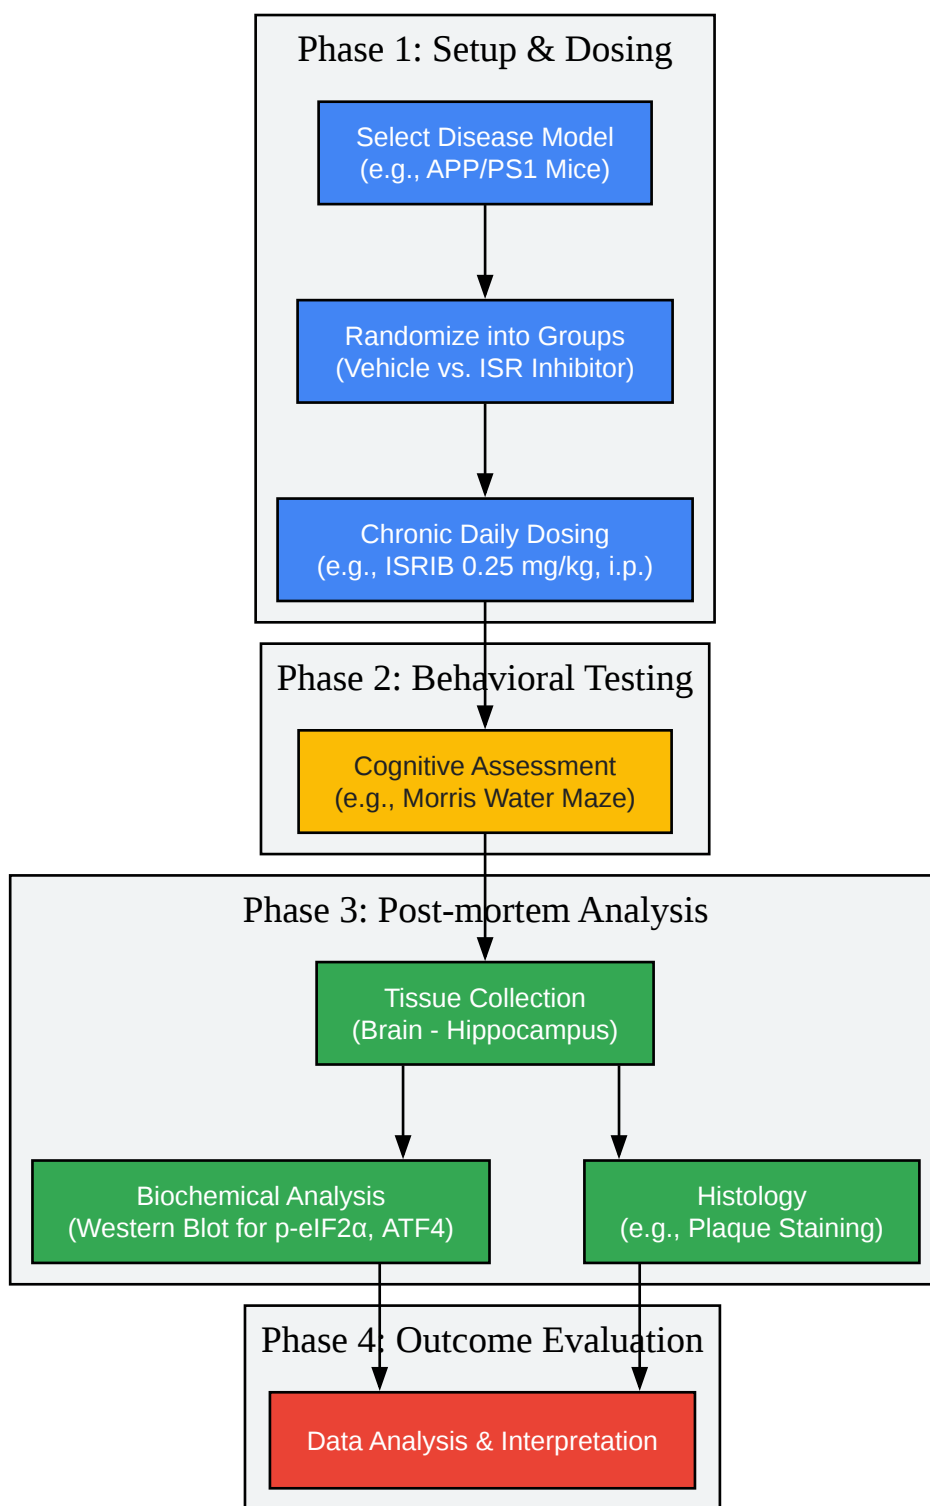 Phase 1: Setup & Dosing
Select Disease Model
(e.g., APP/PS1 Mice)
Randomize into Groups
(Vehicle vs. ISR Inhibitor)
Chronic Daily Dosing
(e.g., ISRIB 0.25 mg/kg, i.p.)
Phase 2: Behavioral Testing
Cognitive Assessment
(e.g., Morris Water Maze)
Phase 3: Post-mortem Analysis
Tissue Collection
(Brain - Hippocampus)
Biochemical Analysis
(Western Blot for p-eIF2α, ATF4)
Histology
(e.g., Plaque Staining)
Phase 4: Outcome Evaluation
Data Analysis & Interpretation